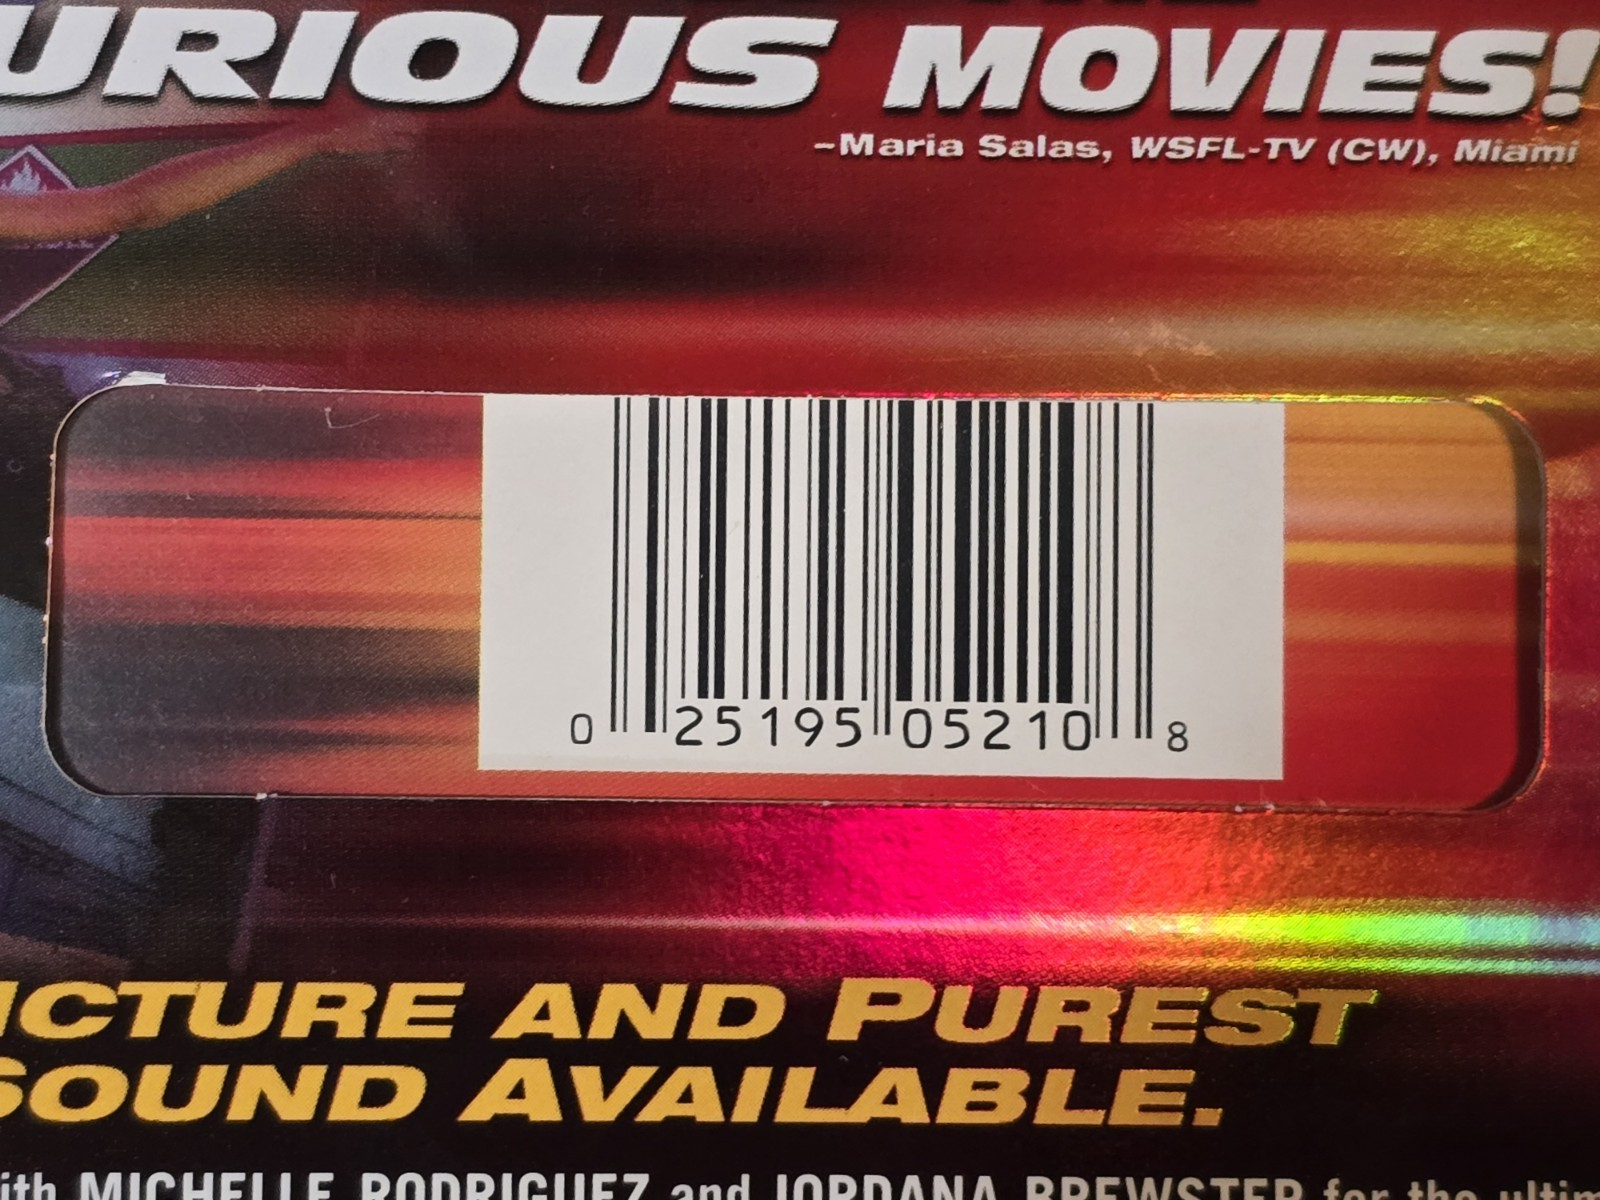 URIOUS MOVIES!
–Maria Salas, WSFL-TV (CW), Miami
0 25195 05210 8
ICTURE AND PUREST
SOUND AVAILABLE.
ith MICHELLE RODRIGUEZ and JORDANA BREWSTER for the ultim